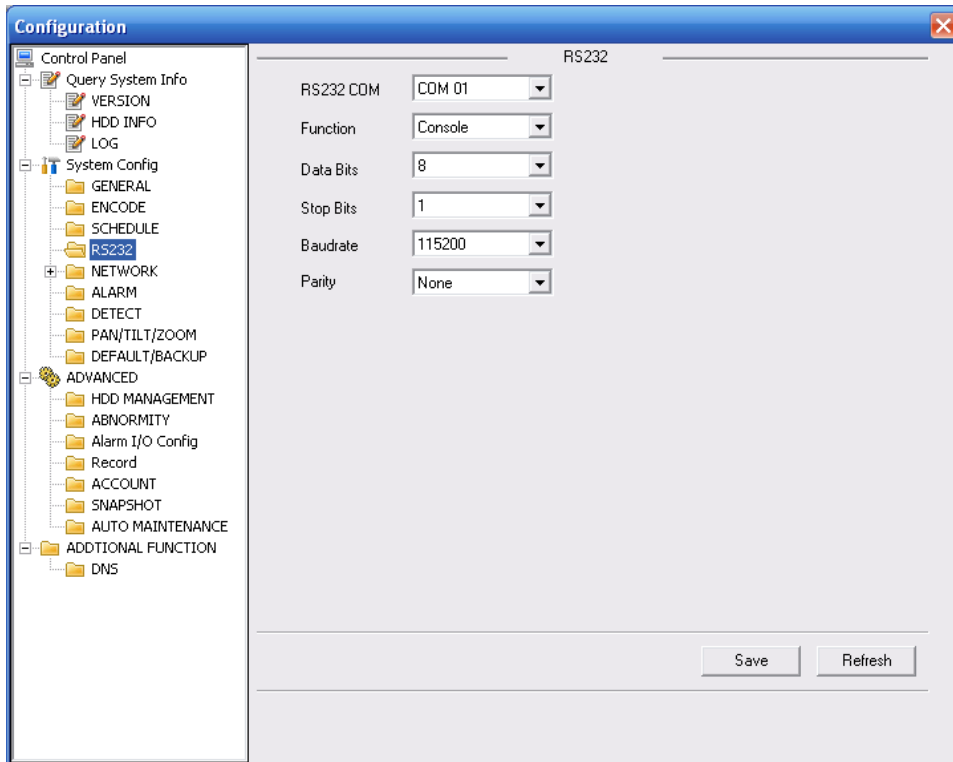 Configuration
Control Panel
Query System Info
VERSION
HDD INFO
LOG
System Config
GENERAL
ENCODE
SCHEDULE
RS232
NETWORK
ALARM
DETECT
PAN/TILT/ZOOM
DEFAULT/BACKUP
ADVANCED
HDD MANAGEMENT
ABNORMITY
Alarm I/O Config
Record
ACCOUNT
SNAPSHOT
AUTO MAINTENANCE
ADDTIONAL FUNCTION
DNS
RS232
RS232 COM COM 01
Function Console
Data Bits 8
Stop Bits 1
Baudrate 115200
Parity None
Save Refresh